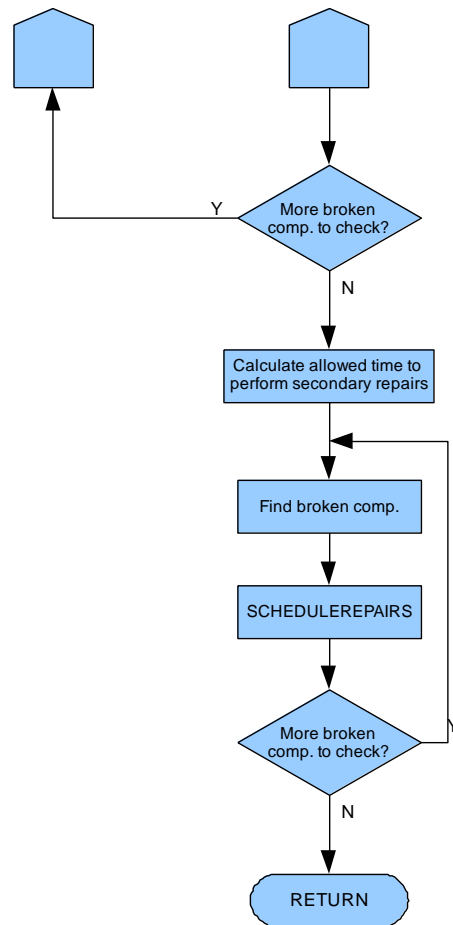 Y
More broken
comp. to check?
N
Calculate allowed time to
perform secondary repairs
Find broken comp.
SCHEDULEREPAIRS
More broken
comp. to check?
Y
N
RETURN